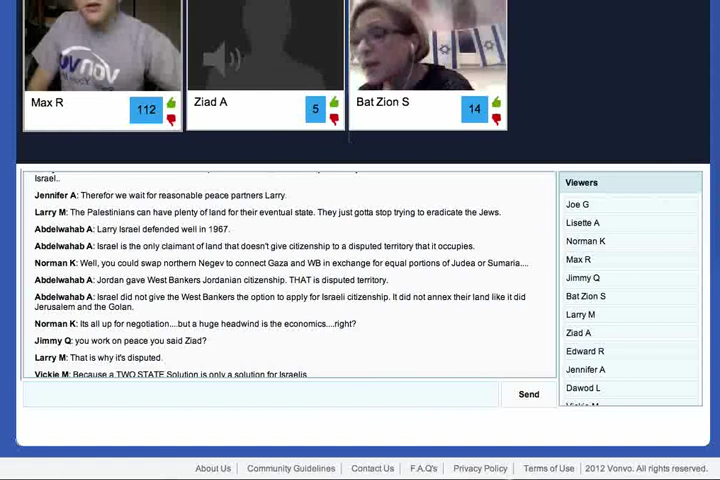 Max R
112
Ziad A
5
Bat Zion S
14
Israel..
Jennifer A: Therefor we wait for reasonable peace partners Larry.
Larry M: The Palestinians can have plenty of land for their eventual state. They just gotta stop trying to eradicate the Jews.
Abdelwahab A: Larry Israel defended well in 1967.
Abdelwahab A: Israel is the only claimant of land that doesn't give citizenship to a disputed territory that it occupies.
Norman K: Well, you could swap northern Negev to connect Gaza and WB in exchange for equal portions of Judea or Sumaria....
Abdelwahab A: Jordan gave West Bankers Jordanian citizenship. THAT is disputed territory.
Abdelwahab A: Israel did not give the West Bankers the option to apply for Israeli citizenship. It did not annex their land like it did
Jerusalem and the Golan.
Norman K: Its all up for negotiation....but a huge headwind is the economics....right?
Jimmy Q: you work on peace you said Ziad?
Larry M: That is why it's disputed.
Vickie M: Because a TWO STATE Solution is only a solution for Israelis
Send
Viewers
Joe G
Lisette A
Norman K
Max R
Jimmy Q
Bat Zion S
Larry M
Ziad A
Edward R
Jennifer A
Dawod L
Vickie M
About Us
Community Guidelines
Contact Us
F.A.Q's
Privacy Policy
Terms of Use
2012 Vonvo. All rights reserved.